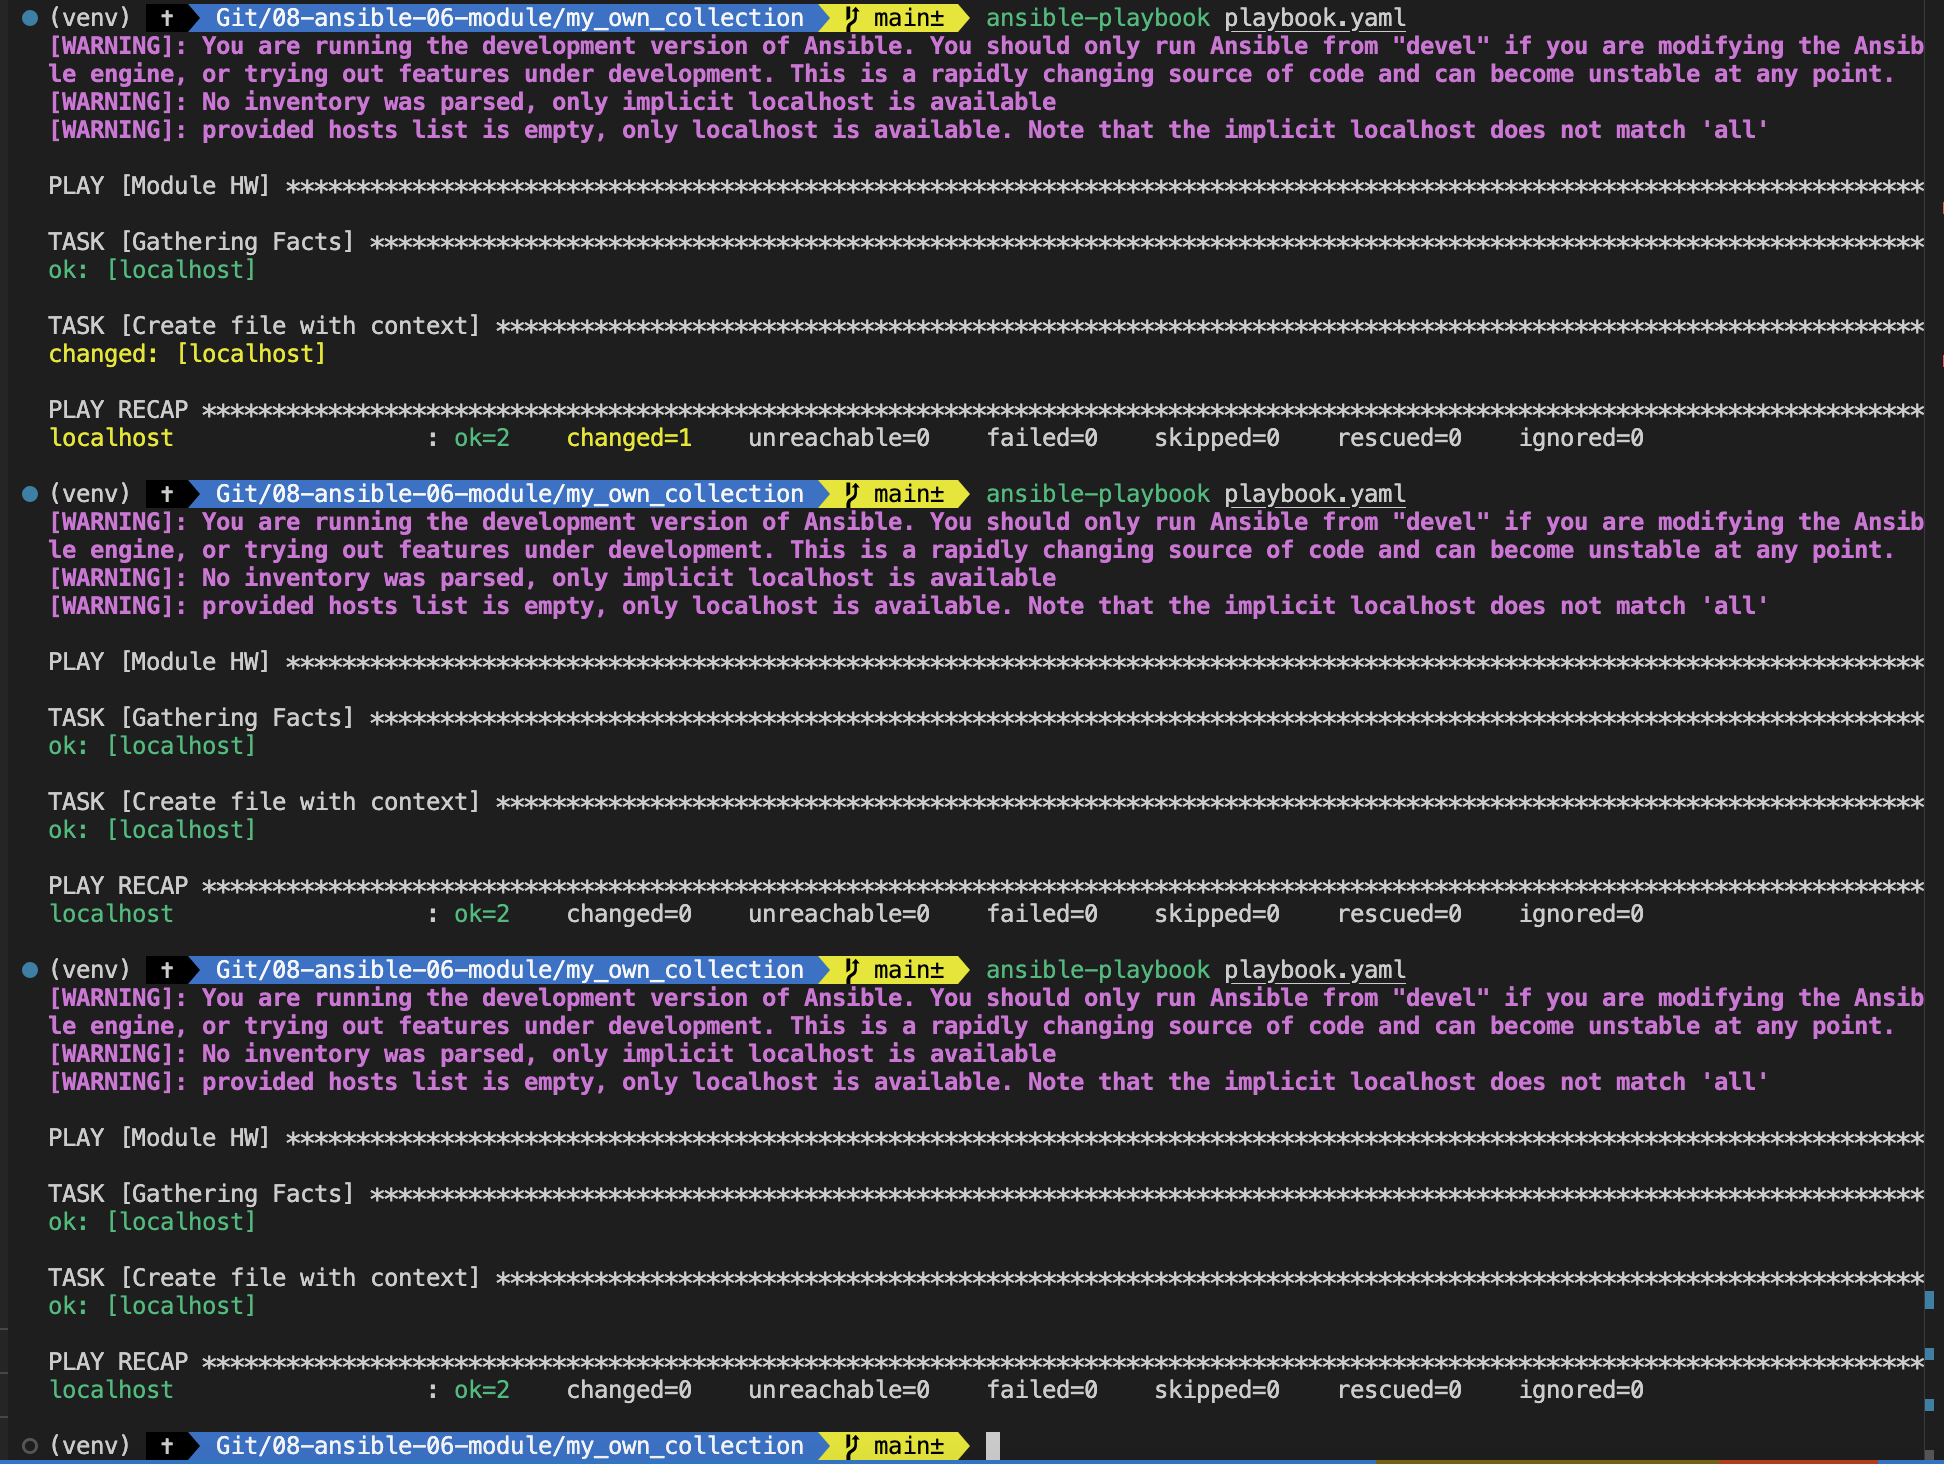 (venv) ✝ Git/08-ansible-06-module/my_own_collection main± ansible-playbook playbook.yaml
[WARNING]: You are running the development version of Ansible. You should only run Ansible from "devel" if you are modifying the Ansib
le engine, or trying out features under development. This is a rapidly changing source of code and can become unstable at any point.
[WARNING]: No inventory was parsed, only implicit localhost is available
[WARNING]: provided hosts list is empty, only localhost is available. Note that the implicit localhost does not match 'all'
PLAY [Module HW] *********************************************************************************************************************
TASK [Gathering Facts] ***************************************************************************************************************
ok: [localhost]
TASK [Create file with context] ******************************************************************************************************
changed: [localhost]
PLAY RECAP ***************************************************************************************************************************
localhost                  : ok=2    changed=1    unreachable=0    failed=0    skipped=0    rescued=0    ignored=0
(venv) ✝ Git/08-ansible-06-module/my_own_collection main± ansible-playbook playbook.yaml
[WARNING]: You are running the development version of Ansible. You should only run Ansible from "devel" if you are modifying the Ansib
le engine, or trying out features under development. This is a rapidly changing source of code and can become unstable at any point.
[WARNING]: No inventory was parsed, only implicit localhost is available
[WARNING]: provided hosts list is empty, only localhost is available. Note that the implicit localhost does not match 'all'
PLAY [Module HW] *********************************************************************************************************************
TASK [Gathering Facts] ***************************************************************************************************************
ok: [localhost]
TASK [Create file with context] ******************************************************************************************************
ok: [localhost]
PLAY RECAP ***************************************************************************************************************************
localhost                  : ok=2    changed=0    unreachable=0    failed=0    skipped=0    rescued=0    ignored=0
(venv) ✝ Git/08-ansible-06-module/my_own_collection main± ansible-playbook playbook.yaml
[WARNING]: You are running the development version of Ansible. You should only run Ansible from "devel" if you are modifying the Ansib
le engine, or trying out features under development. This is a rapidly changing source of code and can become unstable at any point.
[WARNING]: No inventory was parsed, only implicit localhost is available
[WARNING]: provided hosts list is empty, only localhost is available. Note that the implicit localhost does not match 'all'
PLAY [Module HW] *********************************************************************************************************************
TASK [Gathering Facts] ***************************************************************************************************************
ok: [localhost]
TASK [Create file with context] ******************************************************************************************************
ok: [localhost]
PLAY RECAP ***************************************************************************************************************************
localhost                  : ok=2    changed=0    unreachable=0    failed=0    skipped=0    rescued=0    ignored=0
(venv) ✝ Git/08-ansible-06-module/my_own_collection main±